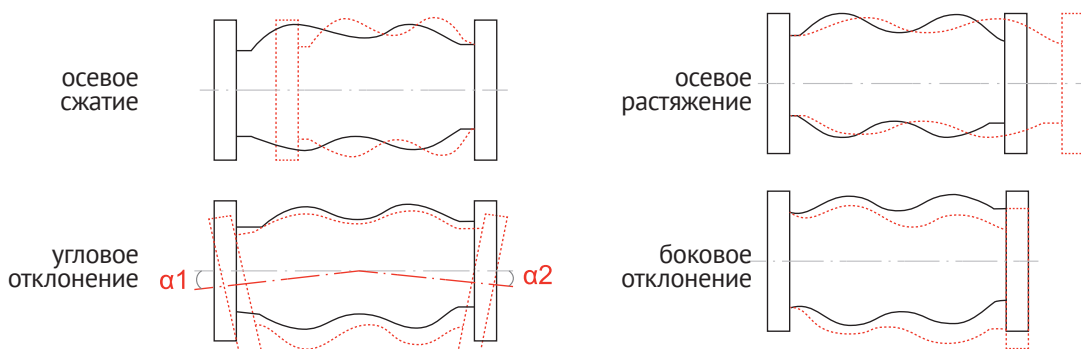 осевое
сжатие
осевое
растяжение
угловое
отклонение
α1
α2
боковое
отклонение